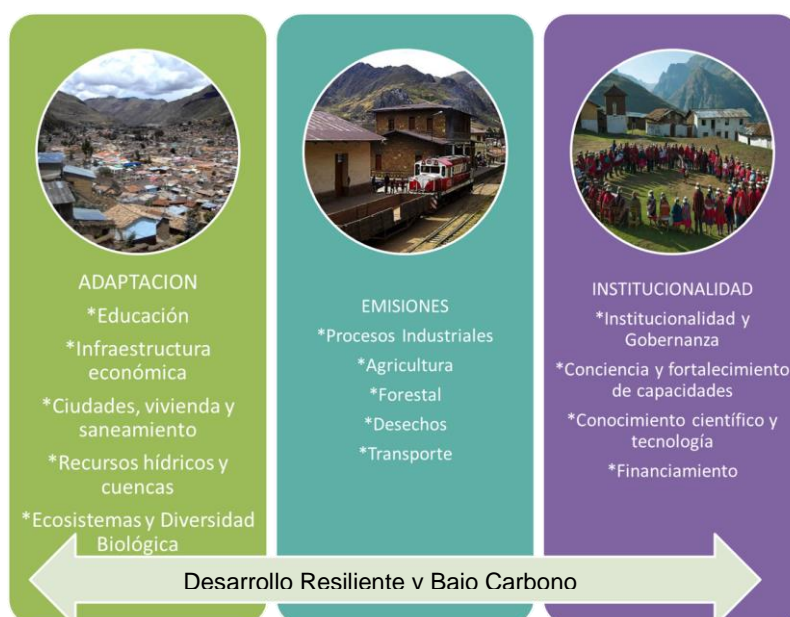 ADAPTACION
*Educación
*Infraestructura
económica
*Ciudades, vivienda y
saneamiento
*Recursos hídricos y
cuencas
*Ecosistemas y Diversidad
Biológica
EMISIONES
*Procesos Industriales
*Agricultura
*Forestal
*Desechos
*Transporte
INSTITUCIONALIDAD
*Institucionalidad y
Gobernanza
*Conciencia y fortalecimiento
de capacidades
*Conocimiento científico y
tecnología
*Financiamiento
Desarrollo Resiliente y Bajo Carbono